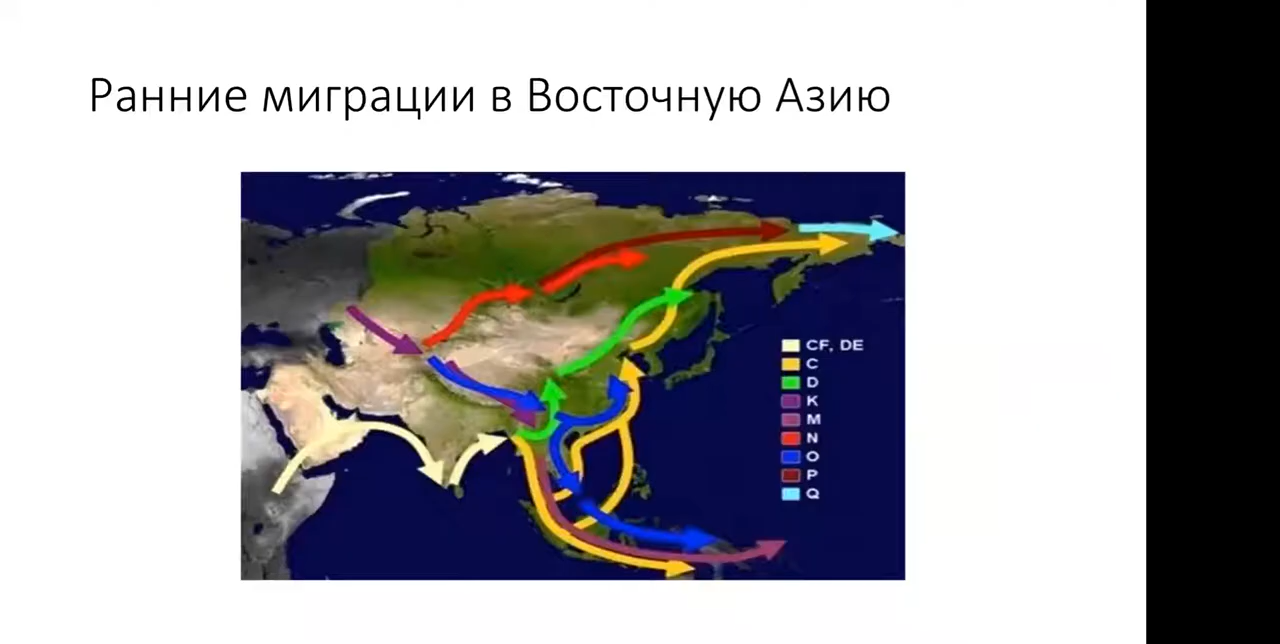 Ранние миграции в Восточную Азию
CF, DE
C
D
K
M
N
O
P
Q